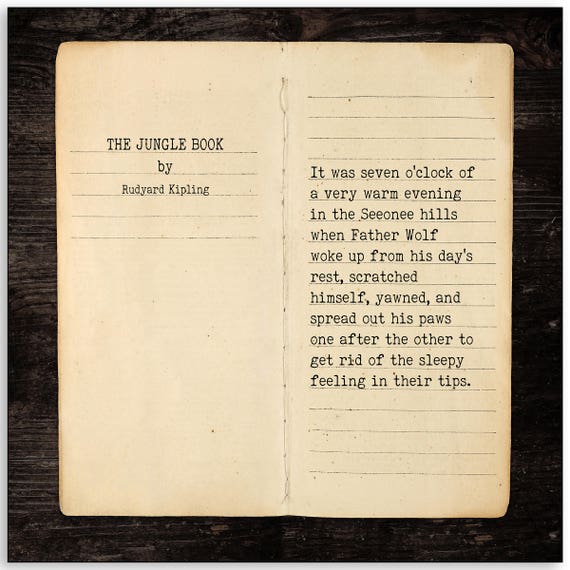 THE JUNGLE BOOK
by
Rudyard Kipling
It was seven o'clock of
a very warm evening
in the Seeonee hills
when Father Wolf
woke up from his day's
rest, scratched
himself, yawned, and
spread out his paws
one after the other to
get rid of the sleepy
feeling in their tips.